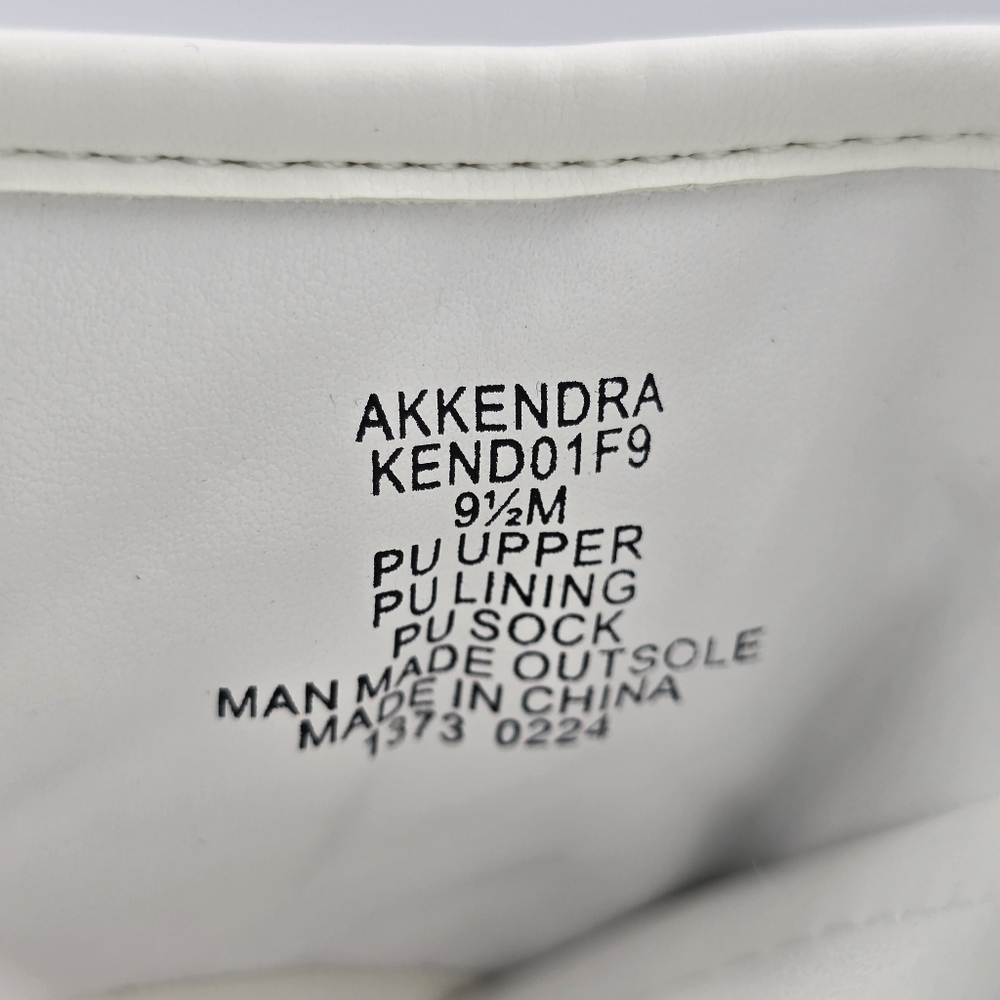 AKKENDRA
KEND01F9
9½M
PU UPPER
PU LINING
PU SOCK
MAN MADE OUTSOLE
MADE IN CHINA
1373 0224